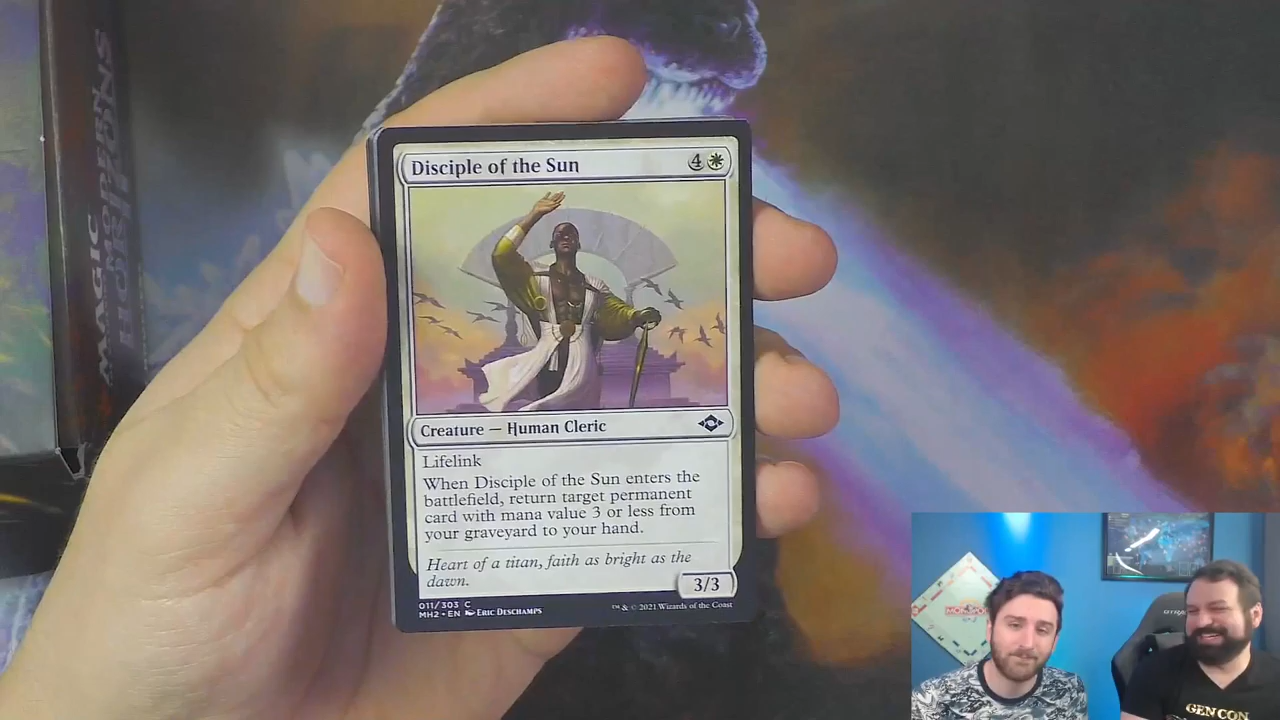 MAGIC
HORIZONS
Disciple of the Sun
4
Creature — Human Cleric
Lifelink
When Disciple of the Sun enters the
battlefield, return target permanent
card with mana value 3 or less from
your graveyard to your hand.
Heart of a titan, faith as bright as the
dawn.
3/3
011/303 C
MH2 • EN ERIC DESCHAMPS
™ & © 2021 Wizards of the Coast
MONOPOLY
GEN CON